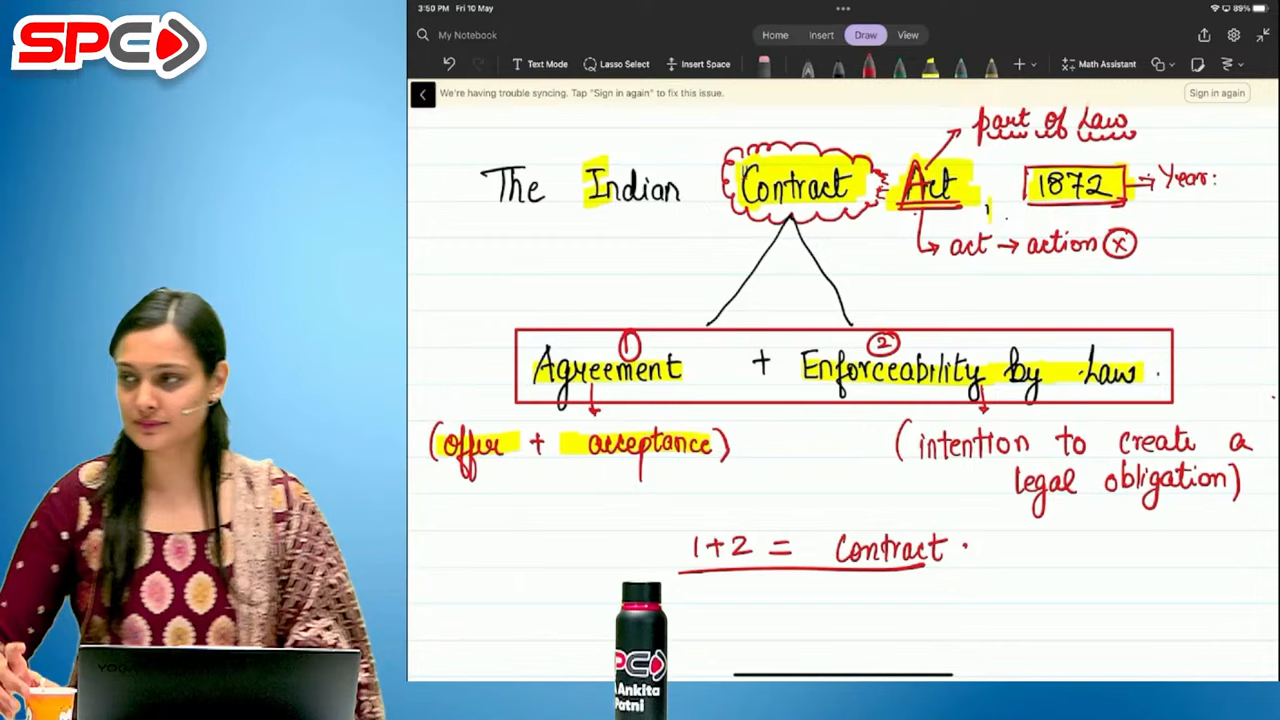 SPC
3:50 PM Fri 10 May
89%
My Notebook
Home Insert Draw View
Text Mode Lasso Select Insert Space Math Assistant
We're having trouble syncing. Tap "Sign in again" to fix this issue.
Sign in again
part of Law
The Indian Contract Act, 1872 → Year:
act → action (x)
1 2
Agreement + Enforceability by Law.
(offer + acceptance)
(intention to create a
legal obligation)
1+2 = Contract.
SPC
Ankita
Patni
YOGA